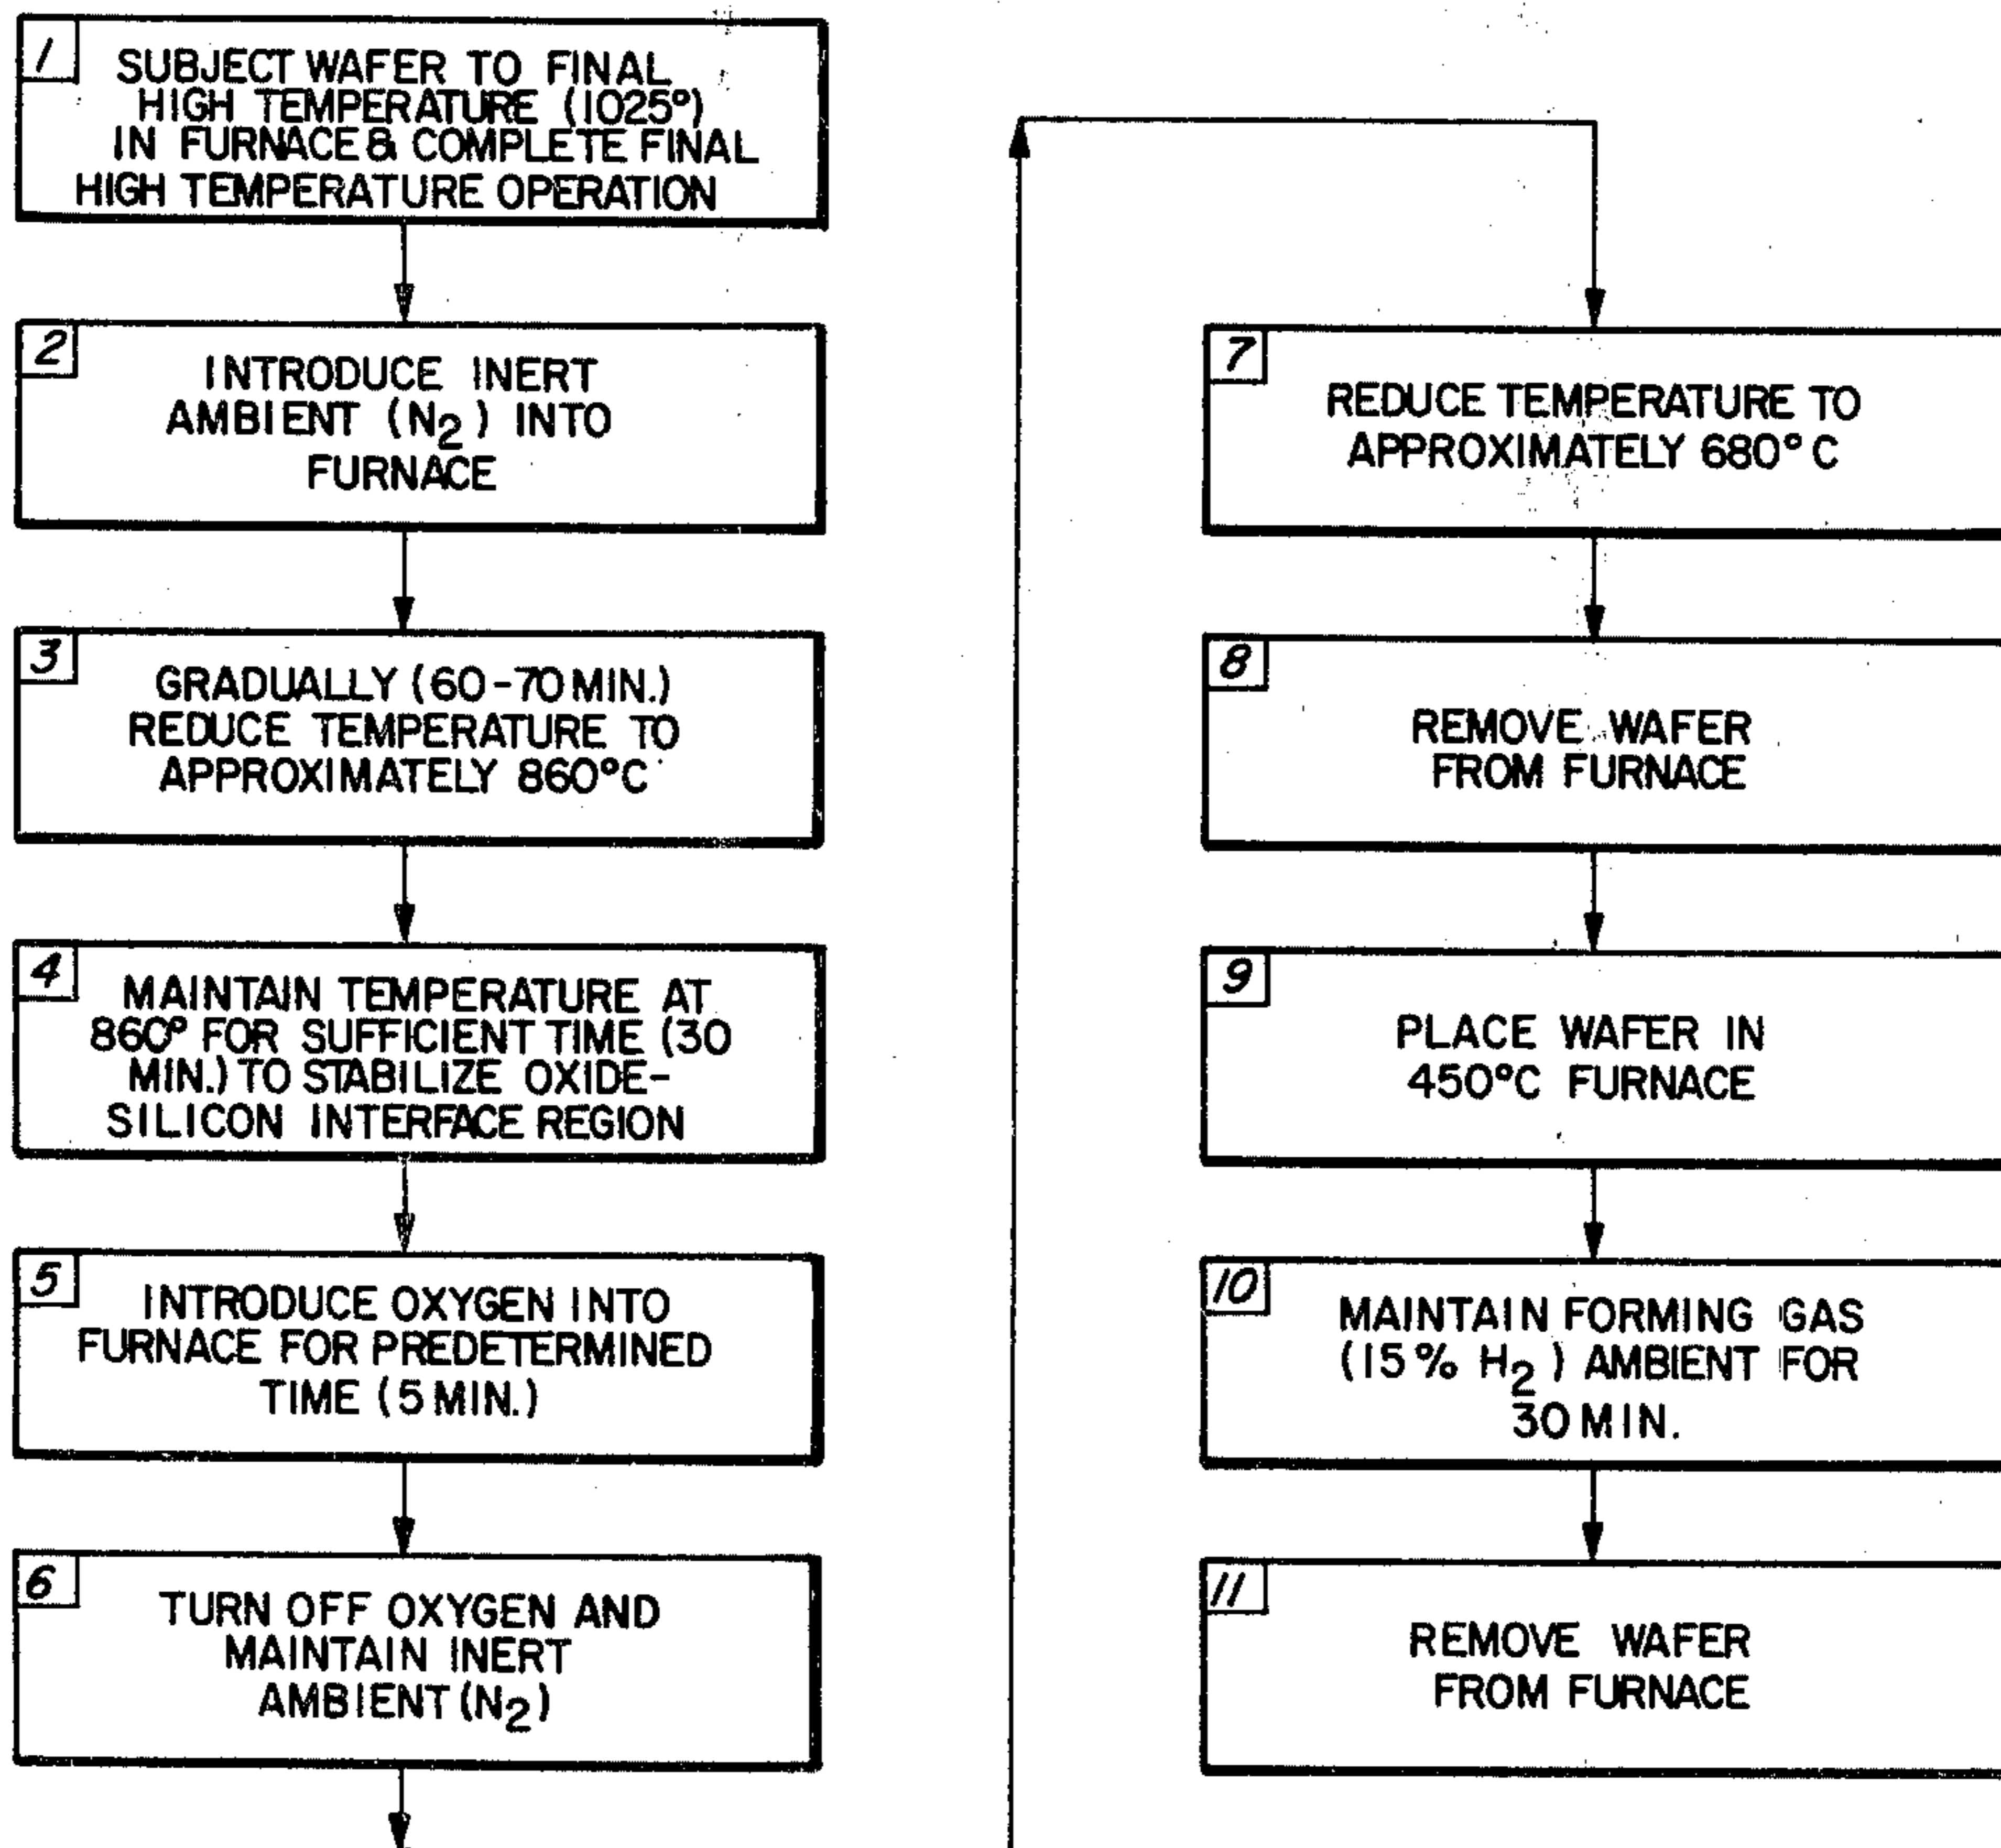 1
SUBJECT WAFER TO FINAL
HIGH TEMPERATURE (1025°)
IN FURNACE & COMPLETE FINAL
HIGH TEMPERATURE OPERATION
2
INTRODUCE INERT
AMBIENT (N₂) INTO
FURNACE
3
GRADUALLY (60-70 MIN.)
REDUCE TEMPERATURE TO
APPROXIMATELY 860°C
4
MAINTAIN TEMPERATURE AT
860° FOR SUFFICIENT TIME (30
MIN.) TO STABILIZE OXIDE-
SILICON INTERFACE REGION
5
INTRODUCE OXYGEN INTO
FURNACE FOR PREDETERMINED
TIME (5 MIN.)
6
TURN OFF OXYGEN AND
MAINTAIN INERT
AMBIENT (N₂)
7
REDUCE TEMPERATURE TO
APPROXIMATELY 680°C
8
REMOVE WAFER
FROM FURNACE
9
PLACE WAFER IN
450°C FURNACE
10
MAINTAIN FORMING GAS
(15% H₂) AMBIENT FOR
30 MIN.
11
REMOVE WAFER
FROM FURNACE